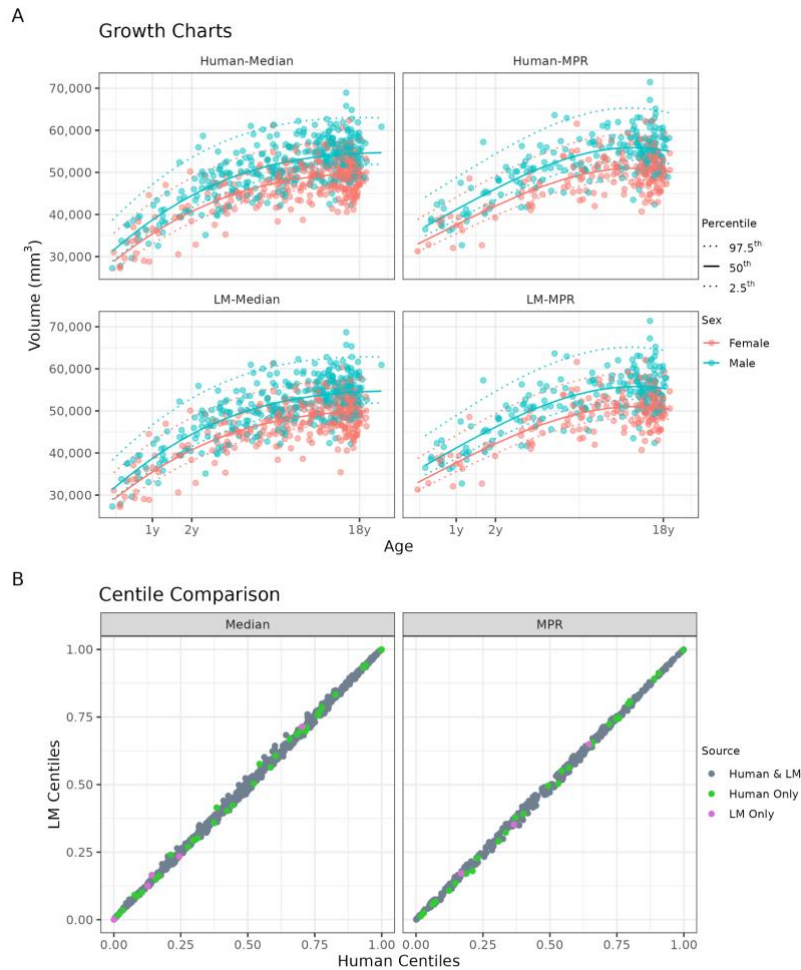 A
Growth Charts
Human-Median Human-MPR
70,000
60,000
50,000
40,000
30,000
Volume (mm³)
Percentile
97.5th
50th
2.5th
LM-Median LM-MPR
70,000
60,000
50,000
40,000
30,000
Sex
Female
Male
1y 2y 18y 1y 2y 18y
Age
B
Centile Comparison
Median MPR
1.00
0.75
0.50
0.25
0.00
LM Centiles
Source
Human & LM
Human Only
LM Only
0.00 0.25 0.50 0.75 1.00 0.00 0.25 0.50 0.75 1.00
Human Centiles